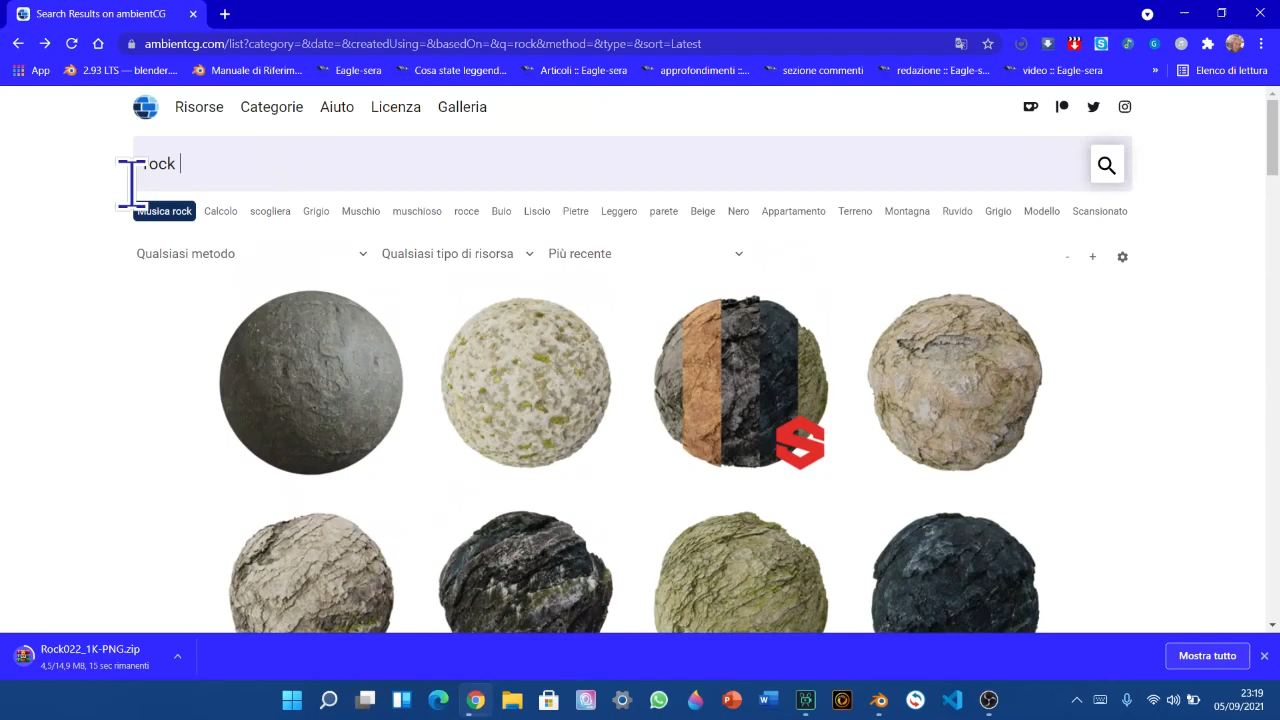 Search Results on ambientCG
ambientcg.com/list?category=&date=&createdUsing=&basedOn=&q=rock&method=&type=&sort=Latest
App 2.93 LTS — blender.... Manuale di Riferim... Eagle-sera Cosa state leggend... Articoli :: Eagle-sera approfondimenti ::... sezione commenti redazione :: Eagle-s... video :: Eagle-sera » Elenco di lettura
Risorse Categorie Aiuto Licenza Galleria
rock
Musica rock Calcolo scogliera Grigio Muschio muschioso rocce Buio Liscio Pietre Leggero parete Beige Nero Appartamento Terreno Montagna Ruvido Grigio Modello Scansionato
Qualsiasi metodo Qualsiasi tipo di risorsa Più recente - +
Rock022_1K-PNG.zip
4,5/14,9 MB, 15 sec rimanenti
Mostra tutto
23:19
05/09/2021